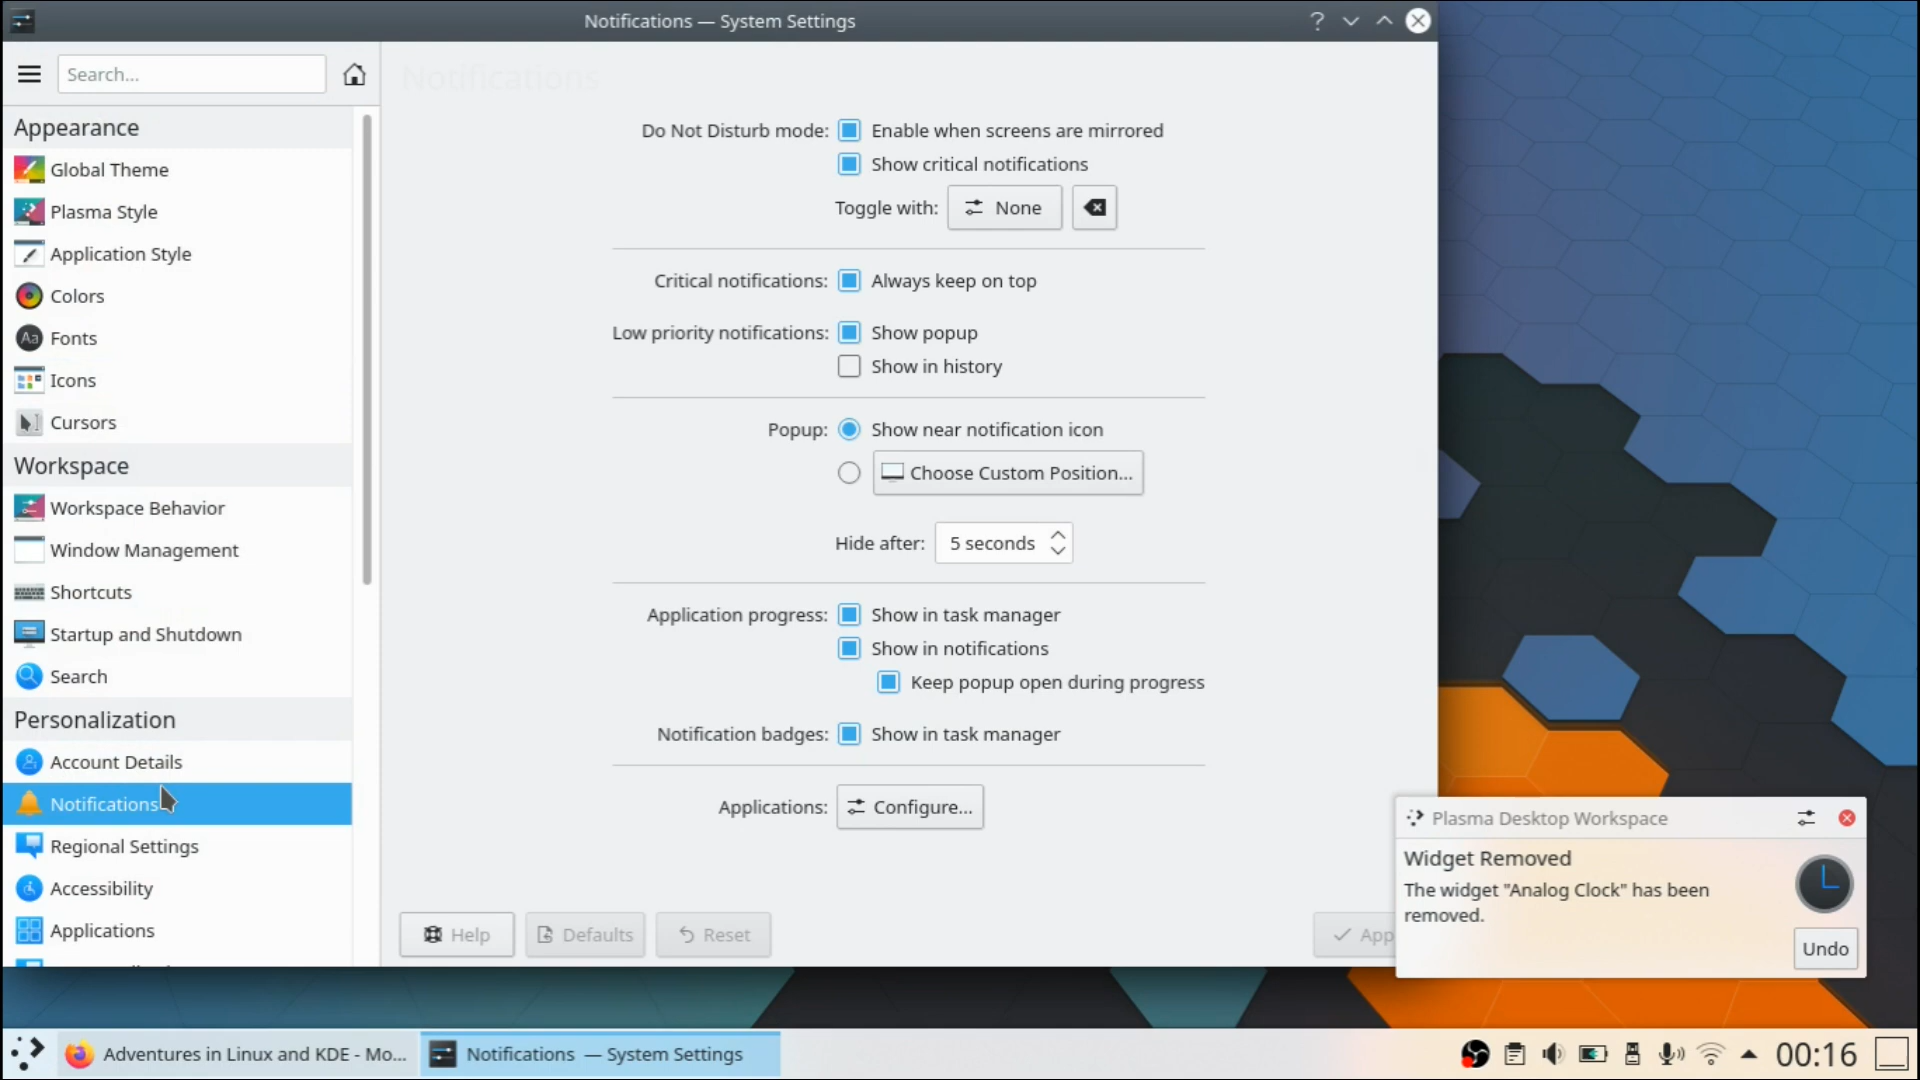 Notifications — System Settings
Search...
Notifications
Appearance
Global Theme
Plasma Style
Application Style
Colors
Fonts
Icons
Cursors
Workspace
Workspace Behavior
Window Management
Shortcuts
Startup and Shutdown
Search
Personalization
Account Details
Notifications
Regional Settings
Accessibility
Applications
Do Not Disturb mode: Enable when screens are mirrored
Show critical notifications
Toggle with: None
Critical notifications: Always keep on top
Low priority notifications: Show popup
Show in history
Popup: Show near notification icon
Choose Custom Position...
Hide after: 5 seconds
Application progress: Show in task manager
Show in notifications
Keep popup open during progress
Notification badges: Show in task manager
Applications: Configure...
Help Defaults Reset App
Plasma Desktop Workspace
Widget Removed
The widget "Analog Clock" has been
removed.
Undo
Adventures in Linux and KDE - Mo... Notifications — System Settings 00:16